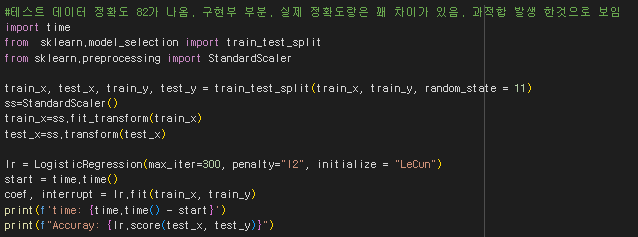 #테스트 데이터 정확도 82가 나옴, 구현부 부분, 실제 정확도랑은 꽤 차이가 있음, 과적합 발생 한것으로 보임
import time
from  sklearn.model_selection import train_test_split
from sklearn.preprocessing import StandardScaler
train_x, test_x, train_y, test_y = train_test_split(train_x, train_y, random_state = 11)
ss=StandardScaler()
train_x=ss.fit_transform(train_x)
test_x=ss.transform(test_x)
lr = LogisticRegression(max_iter=300, penalty="l2", initialize = "LeCun")
start = time.time()
coef, interrupt = lr.fit(train_x, train_y)
print(f'time: {time.time() - start}')
print(f"Accuray: {lr.score(test_x, test_y)}")